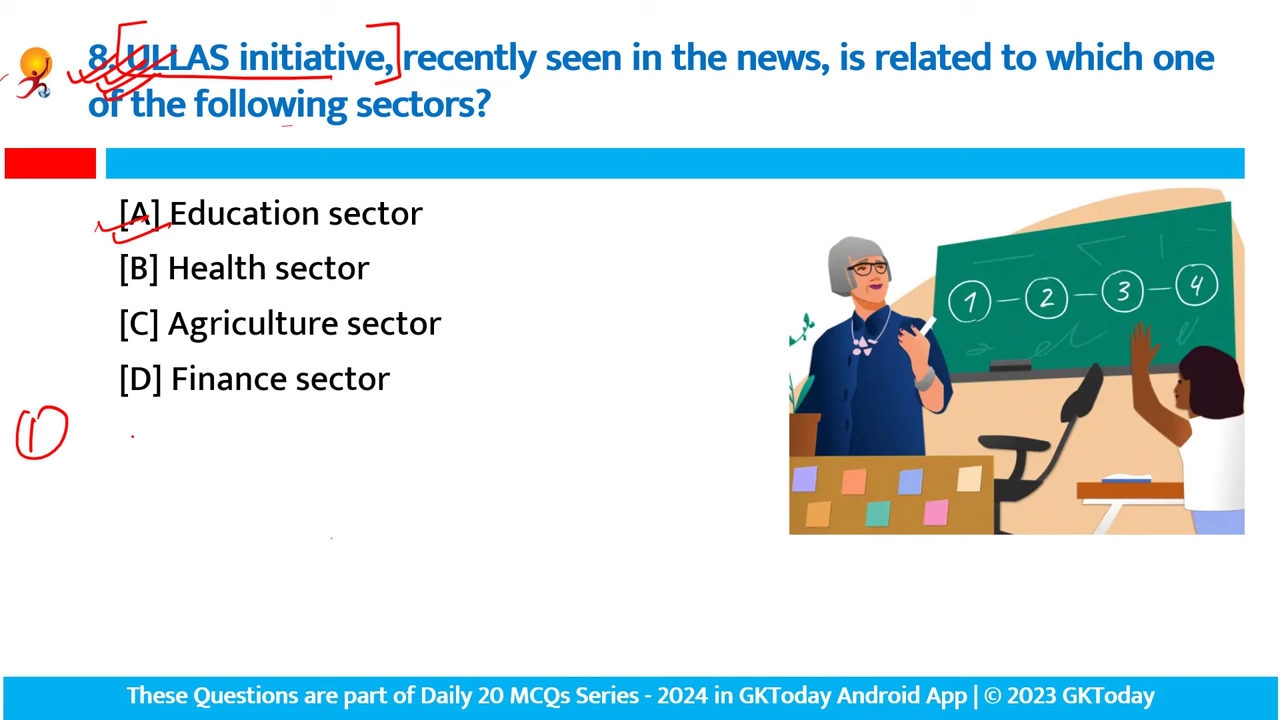 8. ULLAS initiative, recently seen in the news, is related to which one
of the following sectors?
[A] Education sector
[B] Health sector
[C] Agriculture sector
[D] Finance sector
1
1 - 2 - 3 - 4
These Questions are part of Daily 20 MCQs Series - 2024 in GKToday Android App | © 2023 GKToday